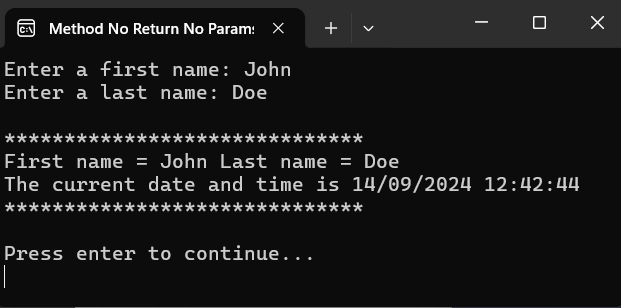 Method No Return No Params
Enter a first name: John
Enter a last name: Doe
******************************
First name = John Last name = Doe
The current date and time is 14/09/2024 12:42:44
******************************
Press enter to continue...